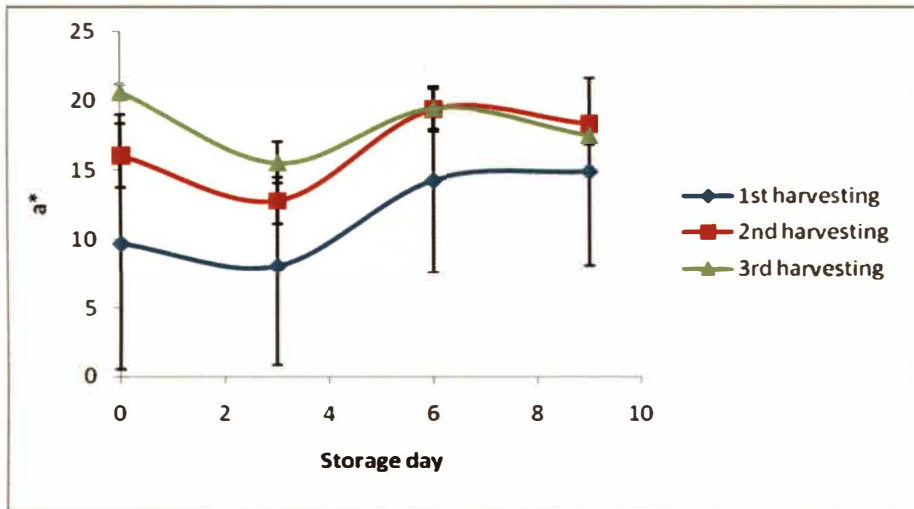 25
20
15
10
5
0
a*
0 2 4 6 8 10
Storage day
1st harvesting
2nd harvesting
3rd harvesting